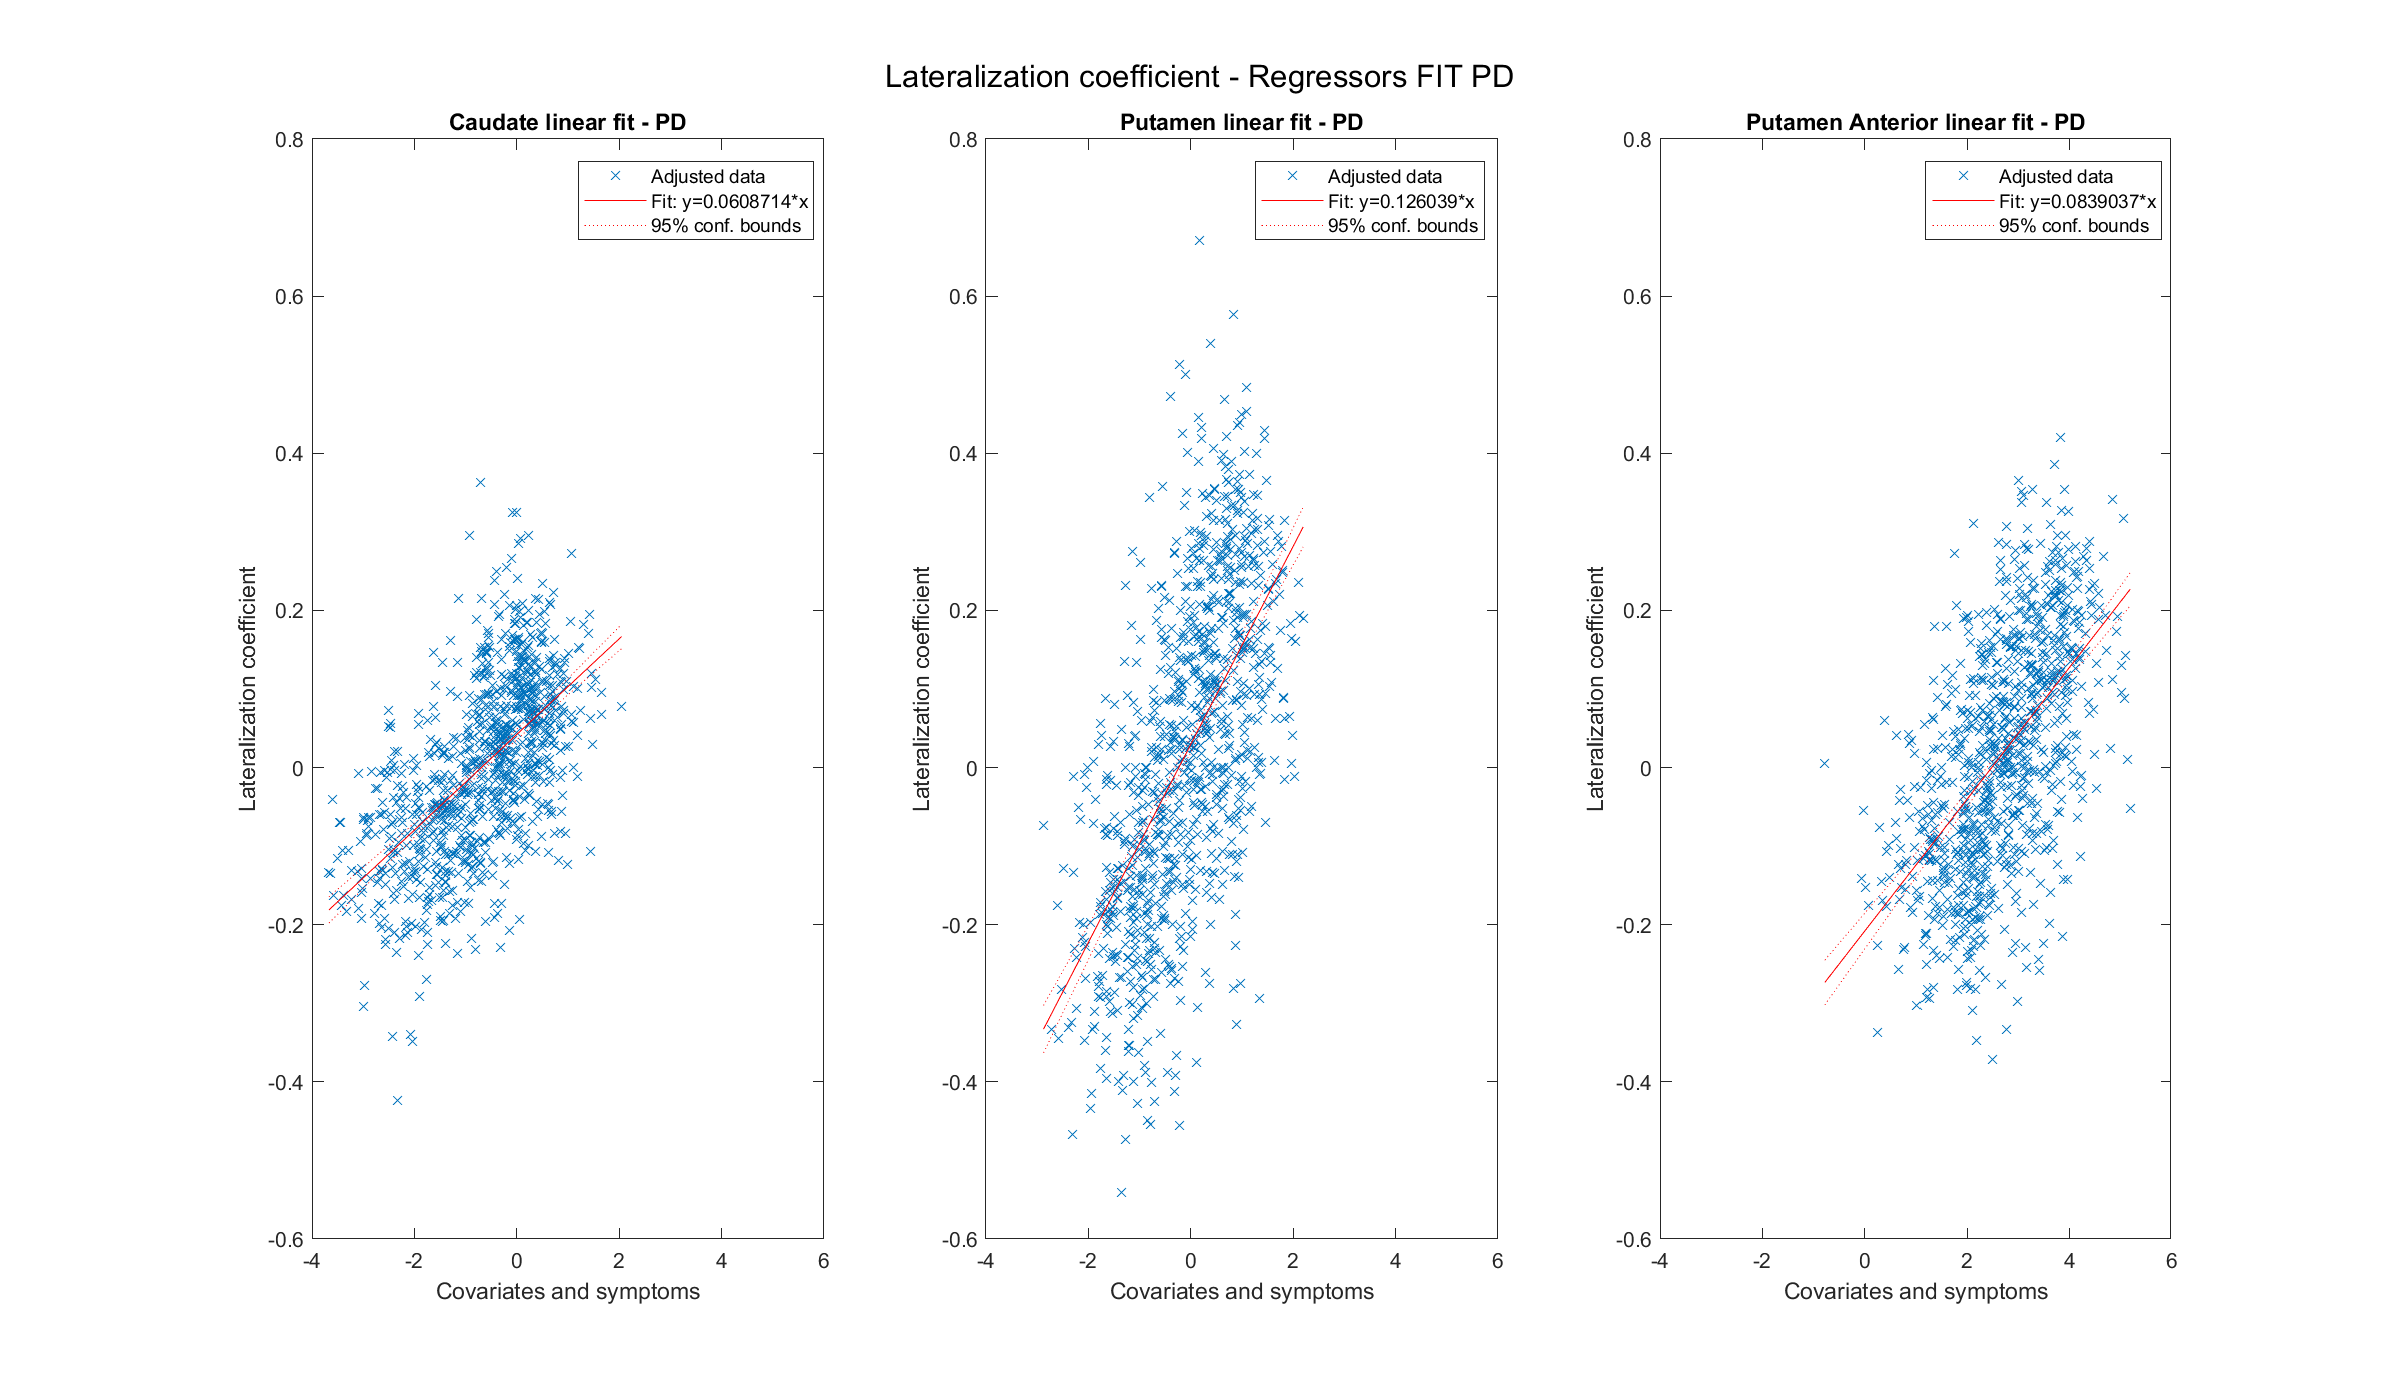 Lateralization coefficient - Regressors FIT PD
Caudate linear fit - PD
Adjusted data
Fit: y=0.0608714*x
95% conf. bounds
0.8
0.6
0.4
0.2
0
-0.2
-0.4
-0.6
Lateralization coefficient
-4 -2 0 2 4 6
Covariates and symptoms
Putamen linear fit - PD
Adjusted data
Fit: y=0.126039*x
95% conf. bounds
0.8
0.6
0.4
0.2
0
-0.2
-0.4
-0.6
Lateralization coefficient
-4 -2 0 2 4 6
Covariates and symptoms
Putamen Anterior linear fit - PD
Adjusted data
Fit: y=0.0839037*x
95% conf. bounds
0.8
0.6
0.4
0.2
0
-0.2
-0.4
-0.6
Lateralization coefficient
-4 -2 0 2 4 6
Covariates and symptoms